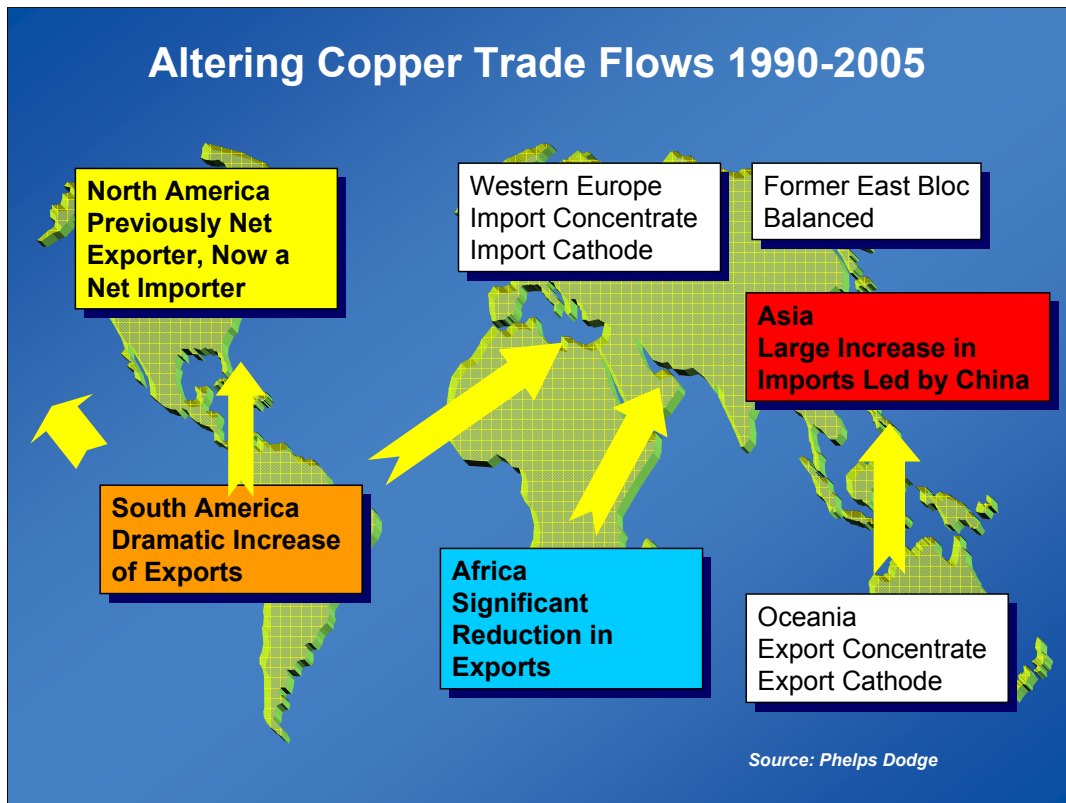 Altering Copper Trade Flows 1990-2005
North America
Previously Net
Exporter, Now a
Net Importer
Western Europe
Import Concentrate
Import Cathode
Former East Bloc
Balanced
Asia
Large Increase in
Imports Led by China
South America
Dramatic Increase
of Exports
Africa
Significant
Reduction in
Exports
Oceania
Export Concentrate
Export Cathode
Source: Phelps Dodge